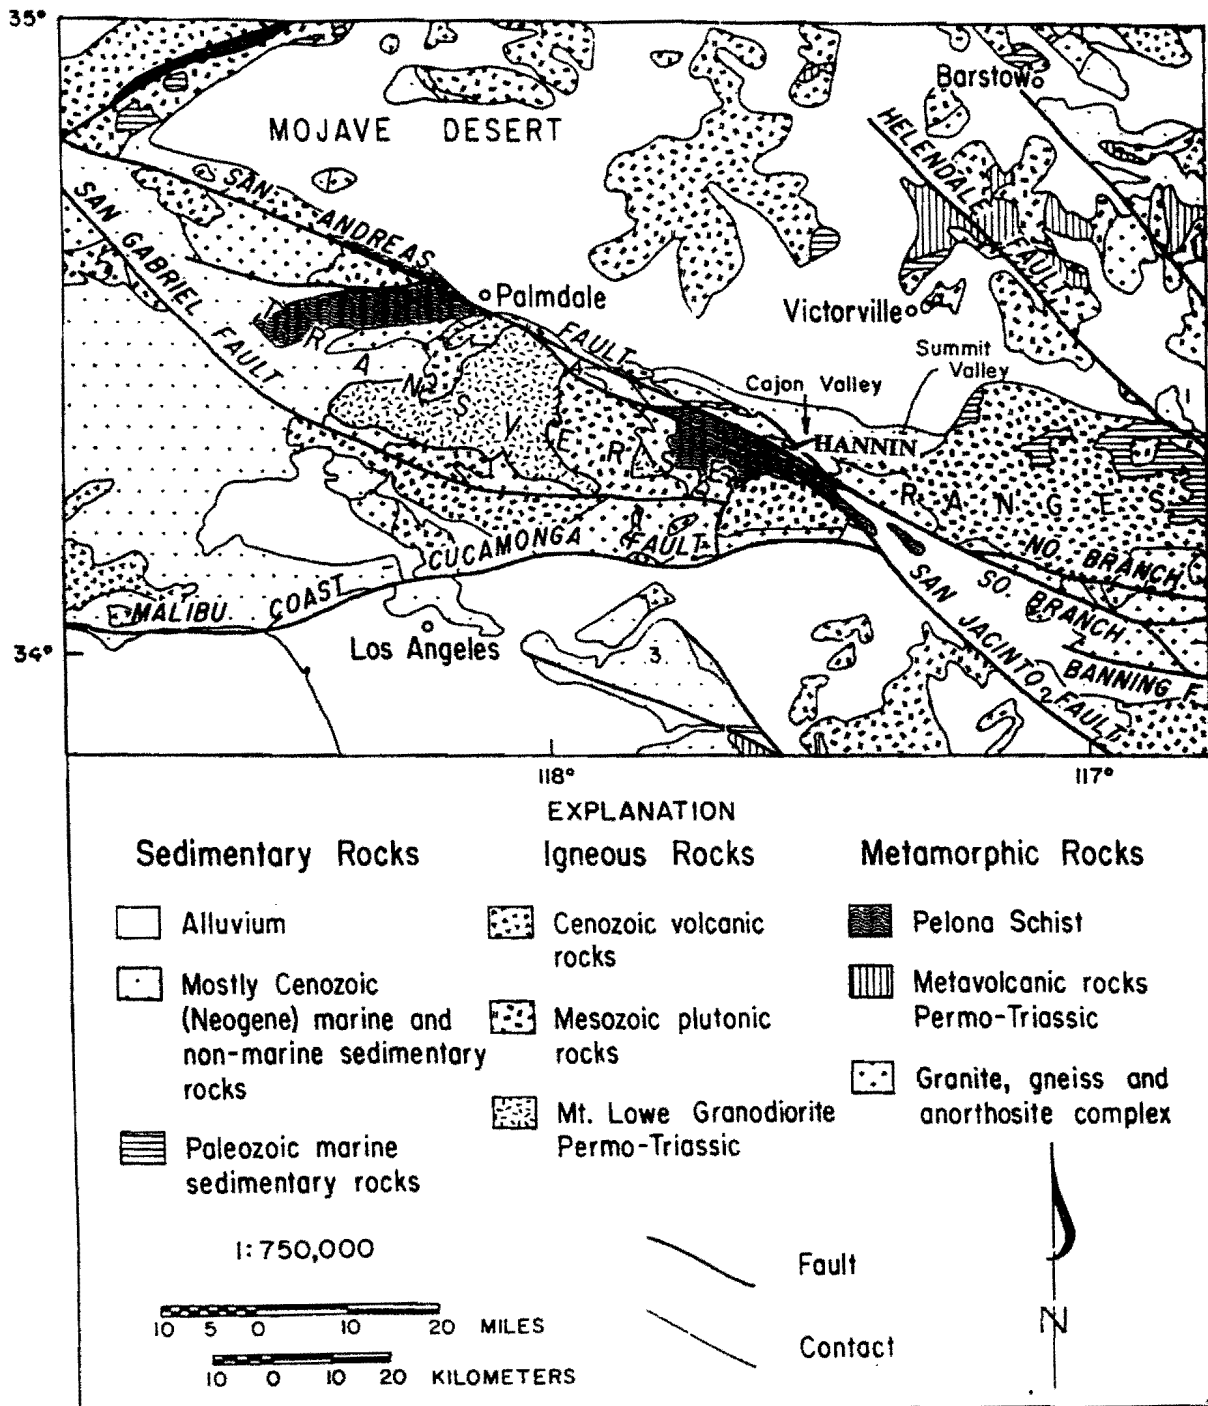 35°
Barstow
MOJAVE DESERT
HELENDALE FAULT
SAN ANDREAS FAULT
SAN GABRIEL FAULT
Palmdale
Victorville
Summit Valley
Cajon Valley
HANNIN
TRANSVERSE RANGES
1
CUCAMONGA FAULT
NO. BRANCH
SO. BRANCH
MALIBU COAST
SAN JACINTO FAULT
34°
Los Angeles
3
BANNING F.
118°
117°
EXPLANATION
Sedimentary Rocks
Alluvium
Mostly Cenozoic
(Neogene) marine and
non-marine sedimentary
rocks
Paleozoic marine
sedimentary rocks
Igneous Rocks
Cenozoic volcanic
rocks
Mesozoic plutonic
rocks
Mt. Lowe Granodiorite
Permo-Triassic
Metamorphic Rocks
Pelona Schist
Metavolcanic rocks
Permo-Triassic
Granite, gneiss and
anorthosite complex
1:750,000
10 5 0 10 20 MILES
10 0 10 20 KILOMETERS
Fault
Contact
N